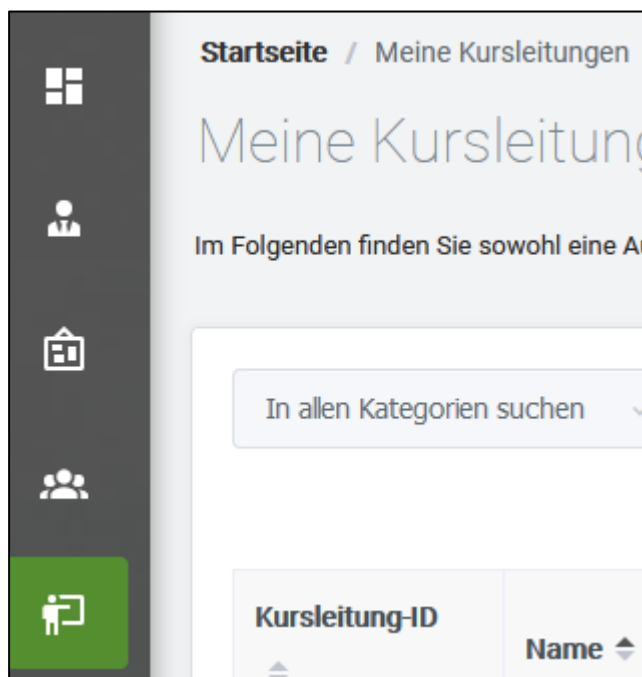 Startseite / Meine Kursleitungen
Meine Kursleitung
Im Folgenden finden Sie sowohl eine
In allen Kategorien suchen
Kursleitung-ID
Name